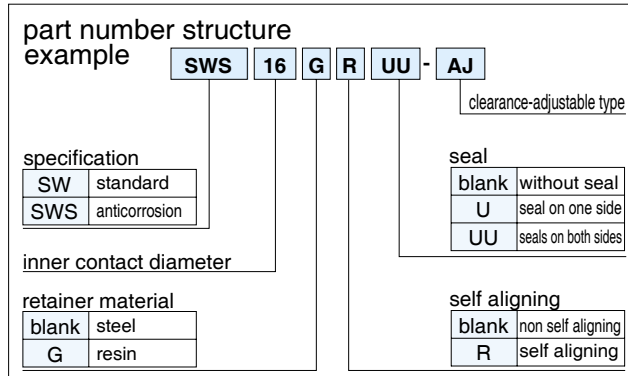 part number structure
example SWS 16 G R UU - AJ
clearance-adjustable type
specification
SW standard
SWS anticorrosion
seal
blank without seal
U seal on one side
UU seals on both sides
inner contact diameter
retainer material
blank steel
G resin
self aligning
blank non self aligning
R self aligning